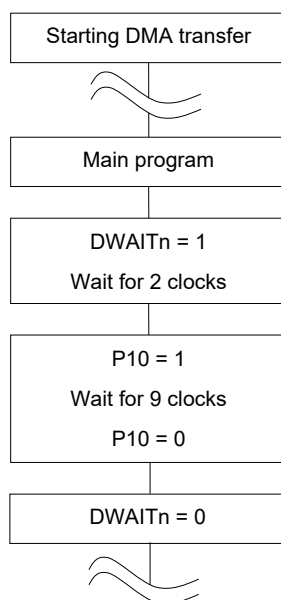 Starting DMA transfer
Main program
DWAITn = 1
Wait for 2 clocks
P10 = 1
Wait for 9 clocks
P10 = 0
DWAITn = 0